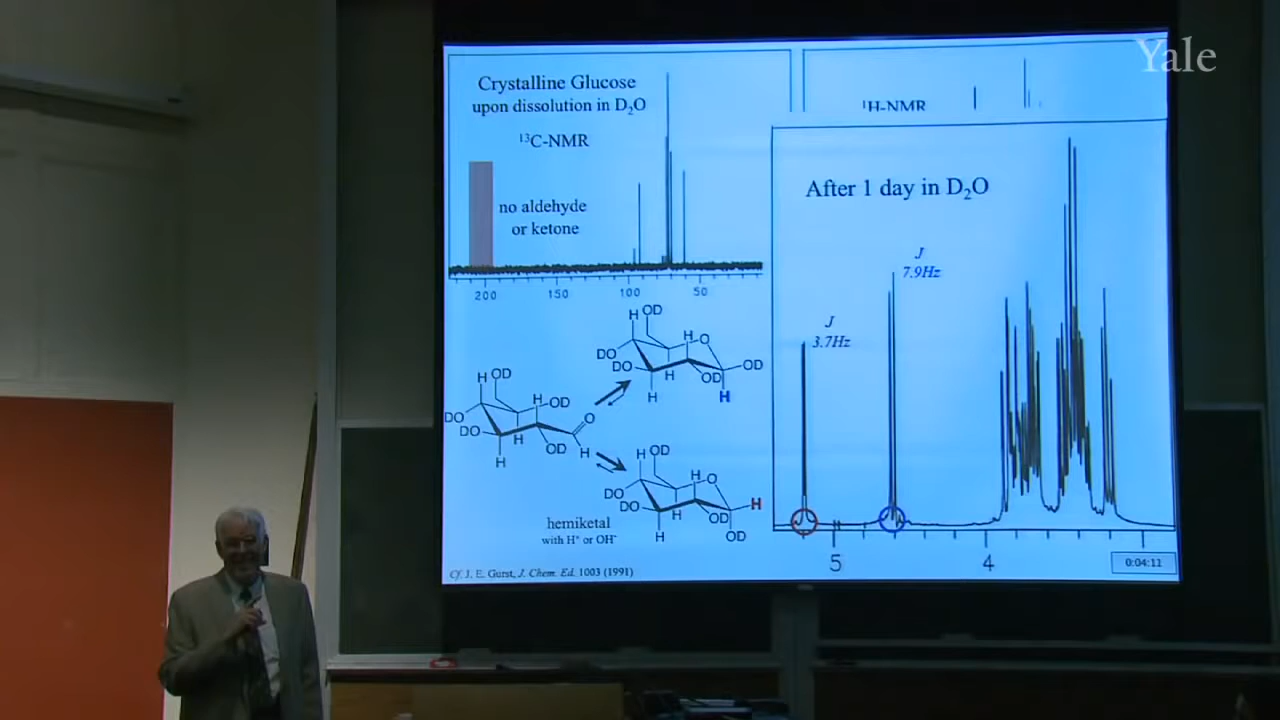 Yale
Crystalline Glucose
upon dissolution in D₂O
¹³C-NMR
no aldehyde
or ketone
200 150 100 50
¹H-NMR
After 1 day in D₂O
J
7.9Hz
J
3.7Hz
5 4
0:04:11
H OD
DO
DO
H
H
H
O
OD
OD
H
H OD
DO
DO
H
H
H
OD
OD
O
H
H OD
DO
DO
H
H
H
O
OD
H
OD
hemiketal
with H⁺ or OH⁻
Cf. J. E. Gurst, J. Chem. Ed. 1003 (1991)